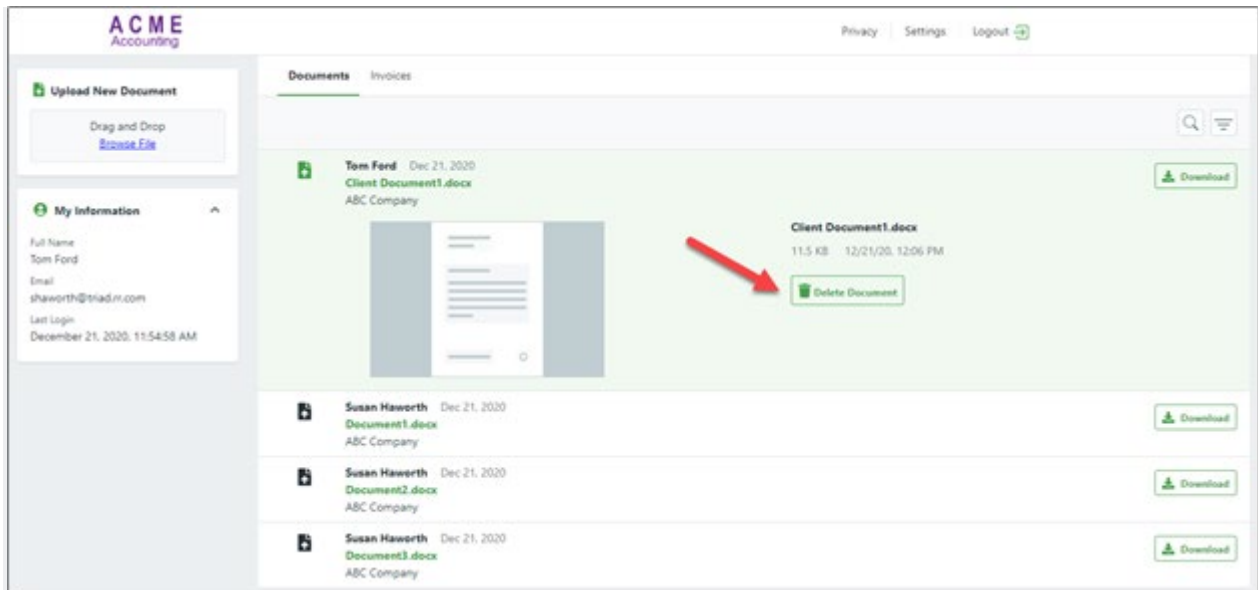 ACME
Accounting
Privacy Settings Logout
Upload New Document
Drag and Drop
Browse File
My Information
Full Name
Tom Ford
Email
shaworth@triad.rr.com
Last Login
December 21, 2020, 11:54:58 AM
Documents Invoices
Tom Ford Dec 21, 2020
Client Document1.docx
ABC Company
Download
Client Document1.docx
11.5 KB 12/21/20, 12:06 PM
Delete Document
Susan Haworth Dec 21, 2020
Document1.docx
ABC Company
Download
Susan Haworth Dec 21, 2020
Document2.docx
ABC Company
Download
Susan Haworth Dec 21, 2020
Document3.docx
ABC Company
Download